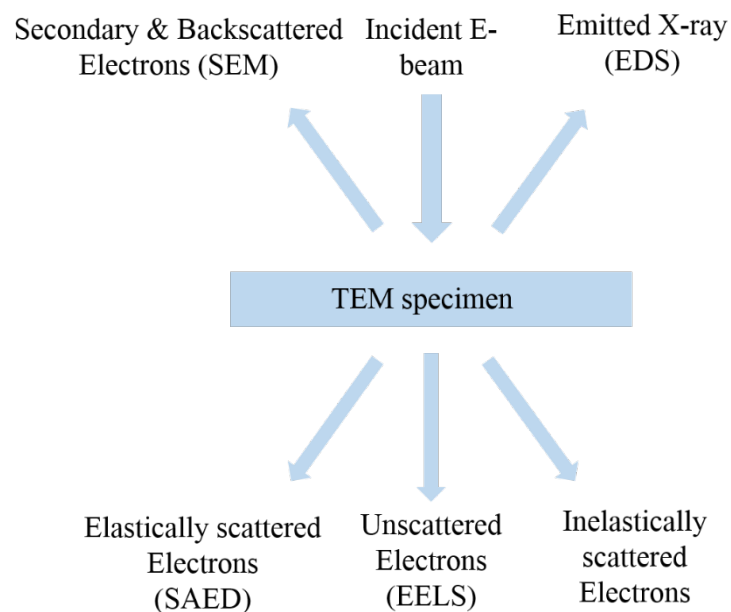 Secondary & Backscattered
Electrons (SEM)
Incident E-
beam
Emitted X-ray
(EDS)
TEM specimen
Elastically scattered
Electrons
(SAED)
Unscattered
Electrons
(EELS)
Inelastically
scattered
Electrons